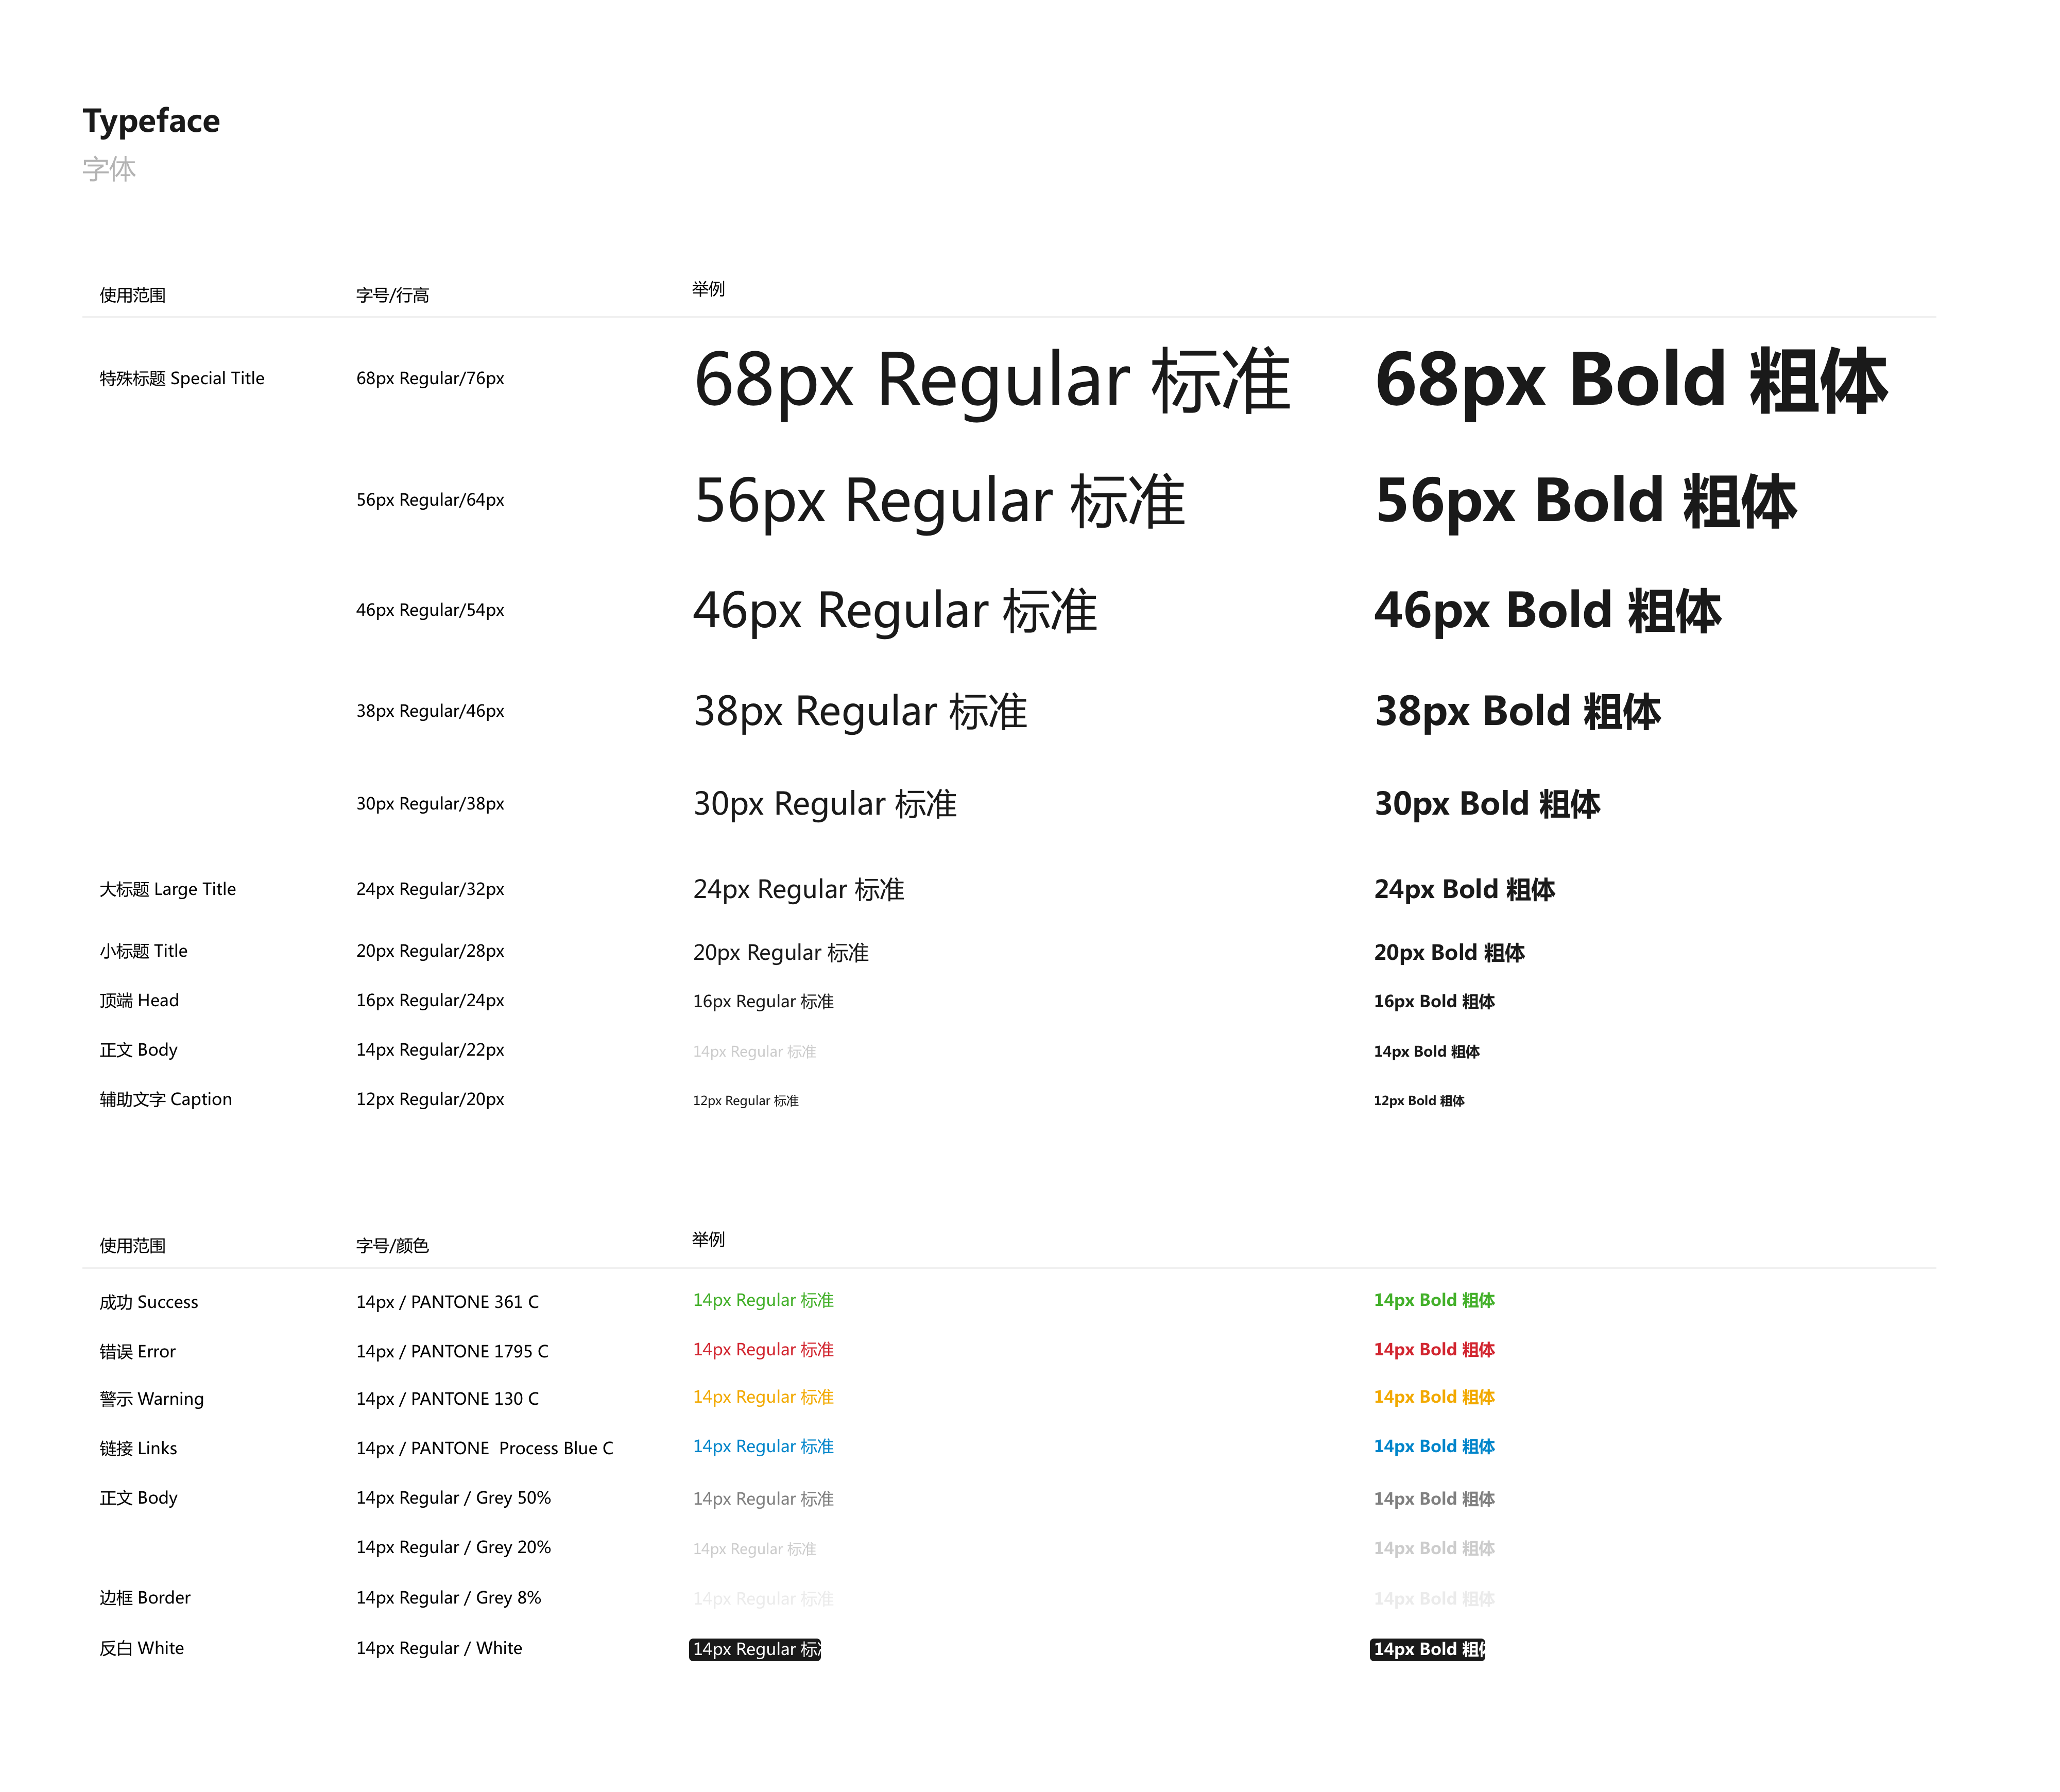 Typeface
字体
使用范围 字号/行高 举例
特殊标题 Special Title 68px Regular/76px 68px Regular 标准 68px Bold 粗体
56px Regular/64px 56px Regular 标准 56px Bold 粗体
46px Regular/54px 46px Regular 标准 46px Bold 粗体
38px Regular/46px 38px Regular 标准 38px Bold 粗体
30px Regular/38px 30px Regular 标准 30px Bold 粗体
大标题 Large Title 24px Regular/32px 24px Regular 标准 24px Bold 粗体
小标题 Title 20px Regular/28px 20px Regular 标准 20px Bold 粗体
顶端 Head 16px Regular/24px 16px Regular 标准 16px Bold 粗体
正文 Body 14px Regular/22px 14px Regular 标准 14px Bold 粗体
辅助文字 Caption 12px Regular/20px 12px Regular 标准 12px Bold 粗体
使用范围 字号/颜色 举例
成功 Success 14px / PANTONE 361 C 14px Regular 标准 14px Bold 粗体
错误 Error 14px / PANTONE 1795 C 14px Regular 标准 14px Bold 粗体
警示 Warning 14px / PANTONE 130 C 14px Regular 标准 14px Bold 粗体
链接 Links 14px / PANTONE  Process Blue C 14px Regular 标准 14px Bold 粗体
正文 Body 14px Regular / Grey 50% 14px Regular 标准 14px Bold 粗体
14px Regular / Grey 20% 14px Regular 标准 14px Bold 粗体
边框 Border 14px Regular / Grey 8% 14px Regular 标准 14px Bold 粗体
反白 White 14px Regular / White 14px Regular 标 14px Bold 粗体